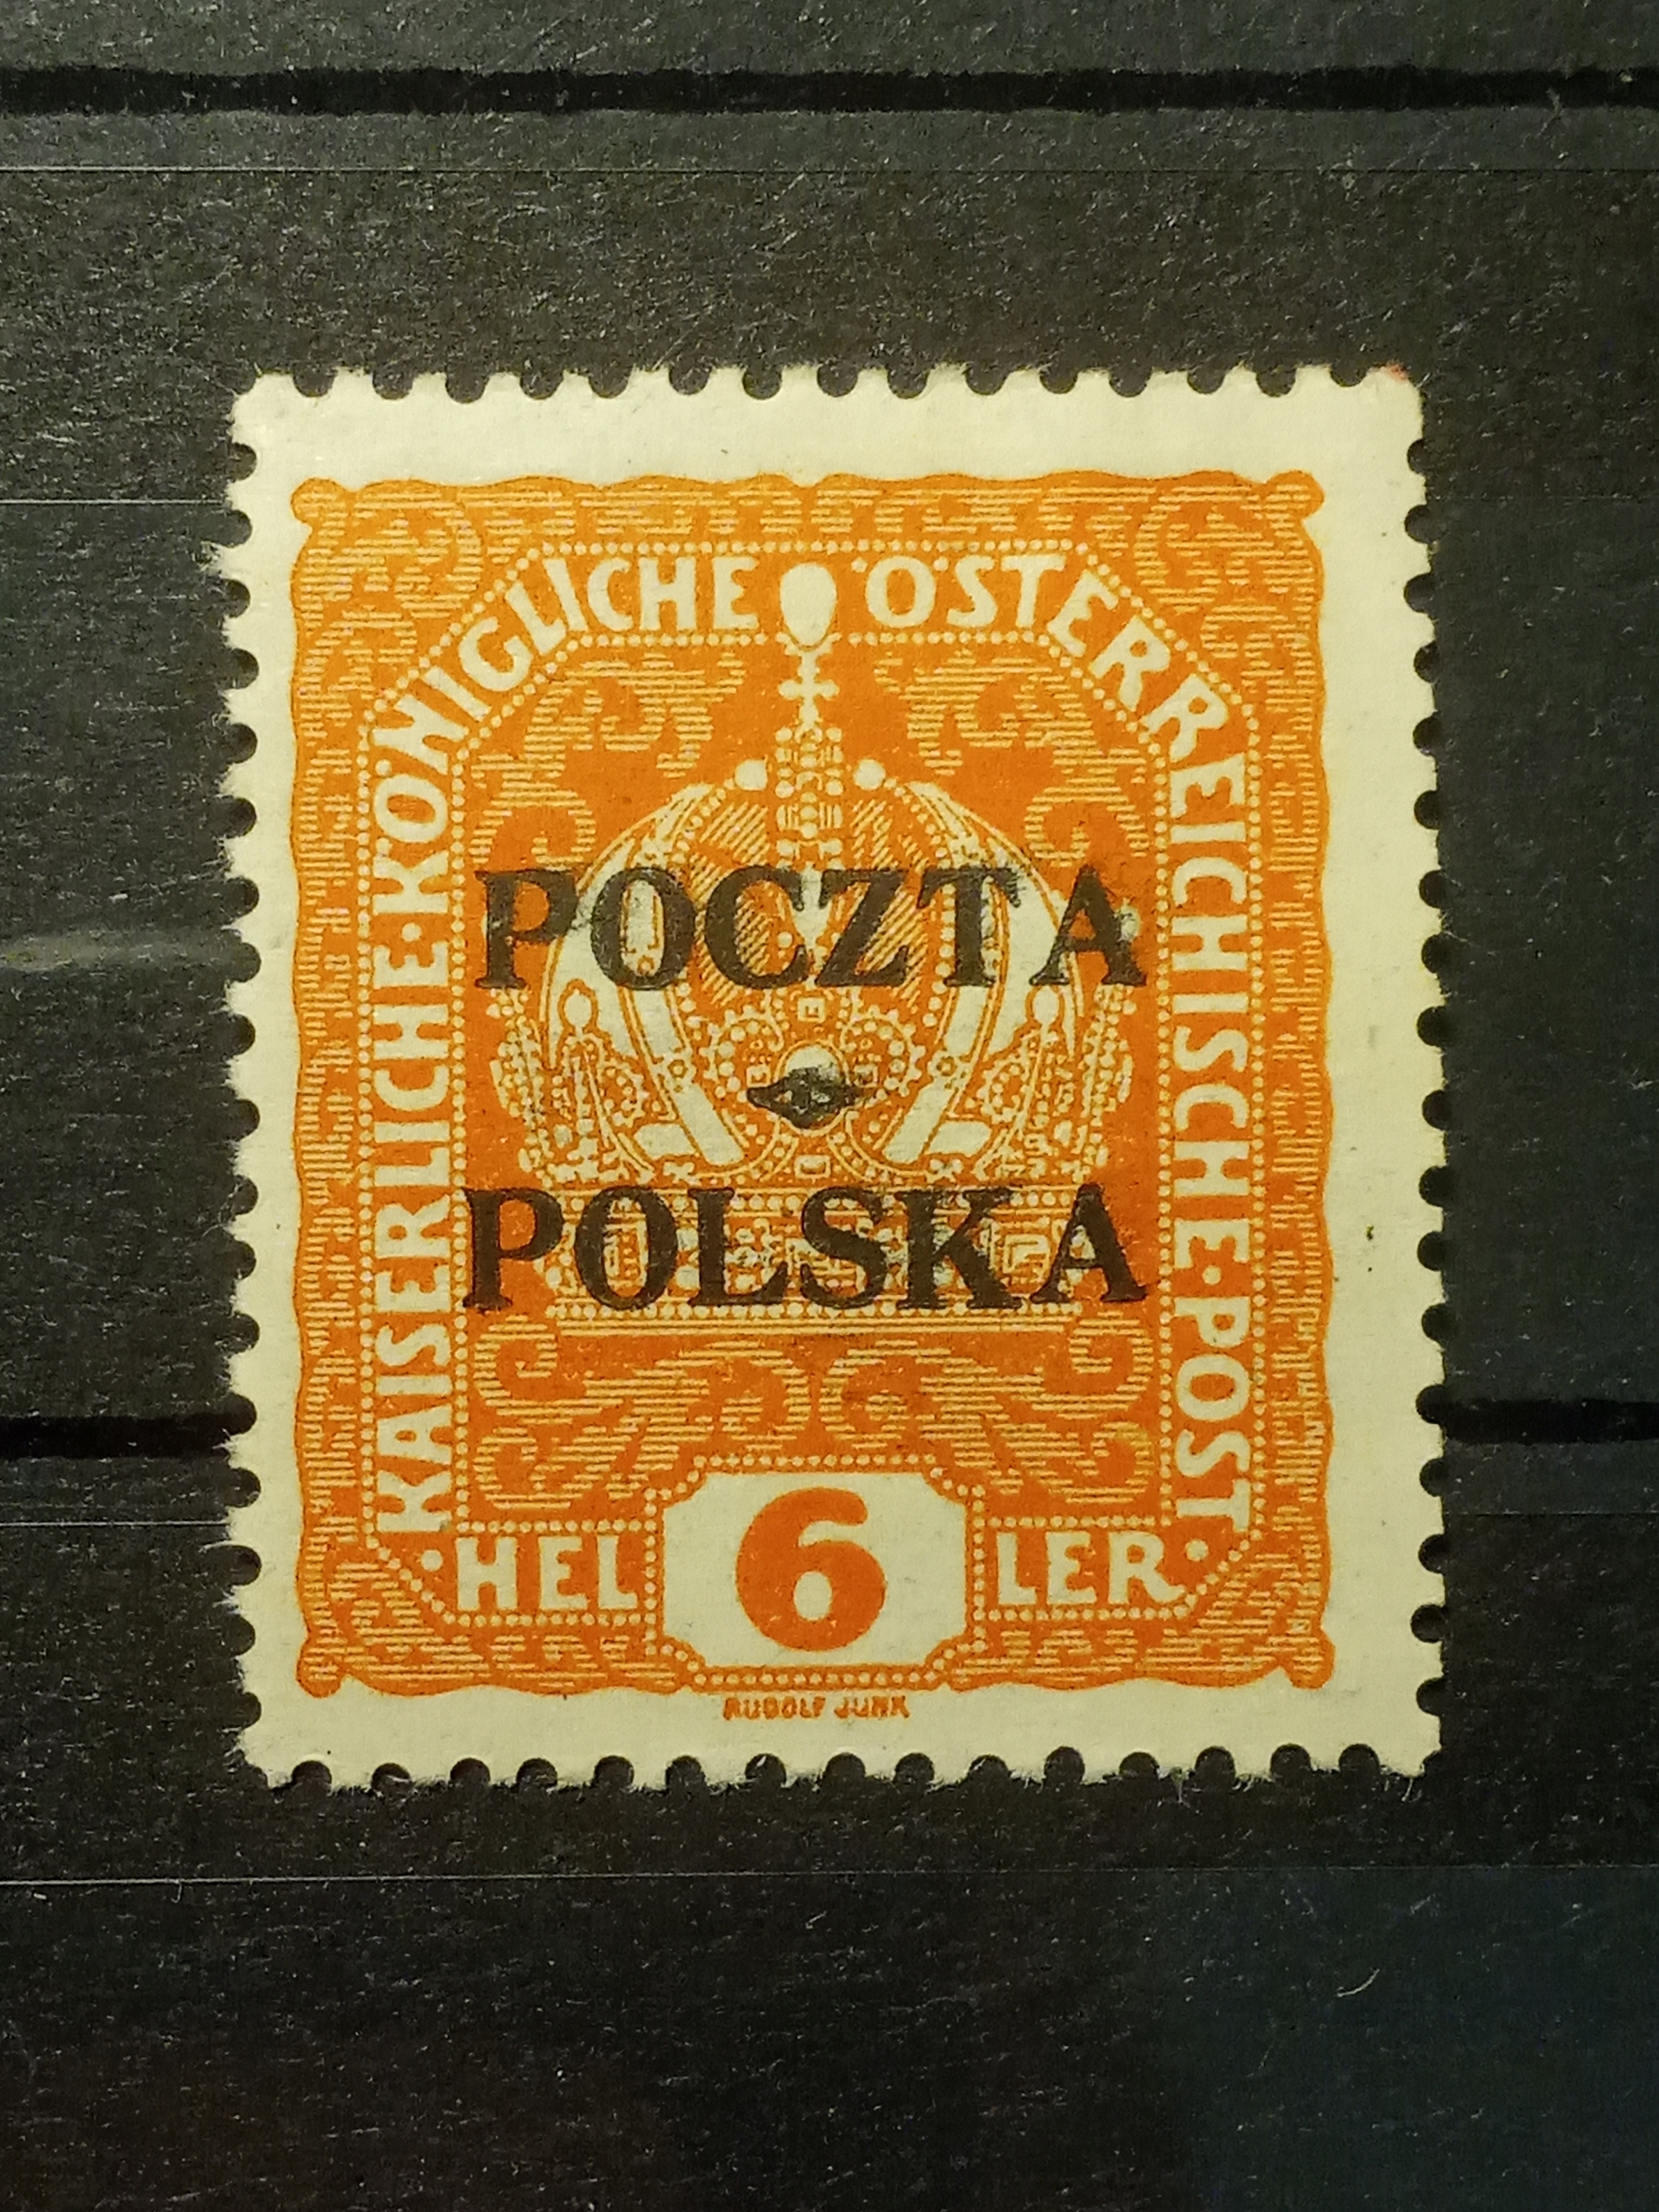 KAISERLICHE·KÖNIGLICHE ÖSTERREICHISCHE·POST
POCZTA
POLSKA
·HEL 6 LER·
RUDOLF JUNK